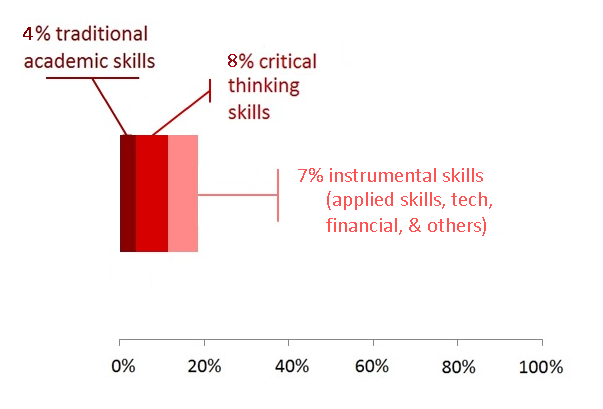 4% traditional
academic skills
8% critical
thinking
skills
7% instrumental skills
(applied skills, tech,
financial, & others)
0% 20% 40% 60% 80% 100%